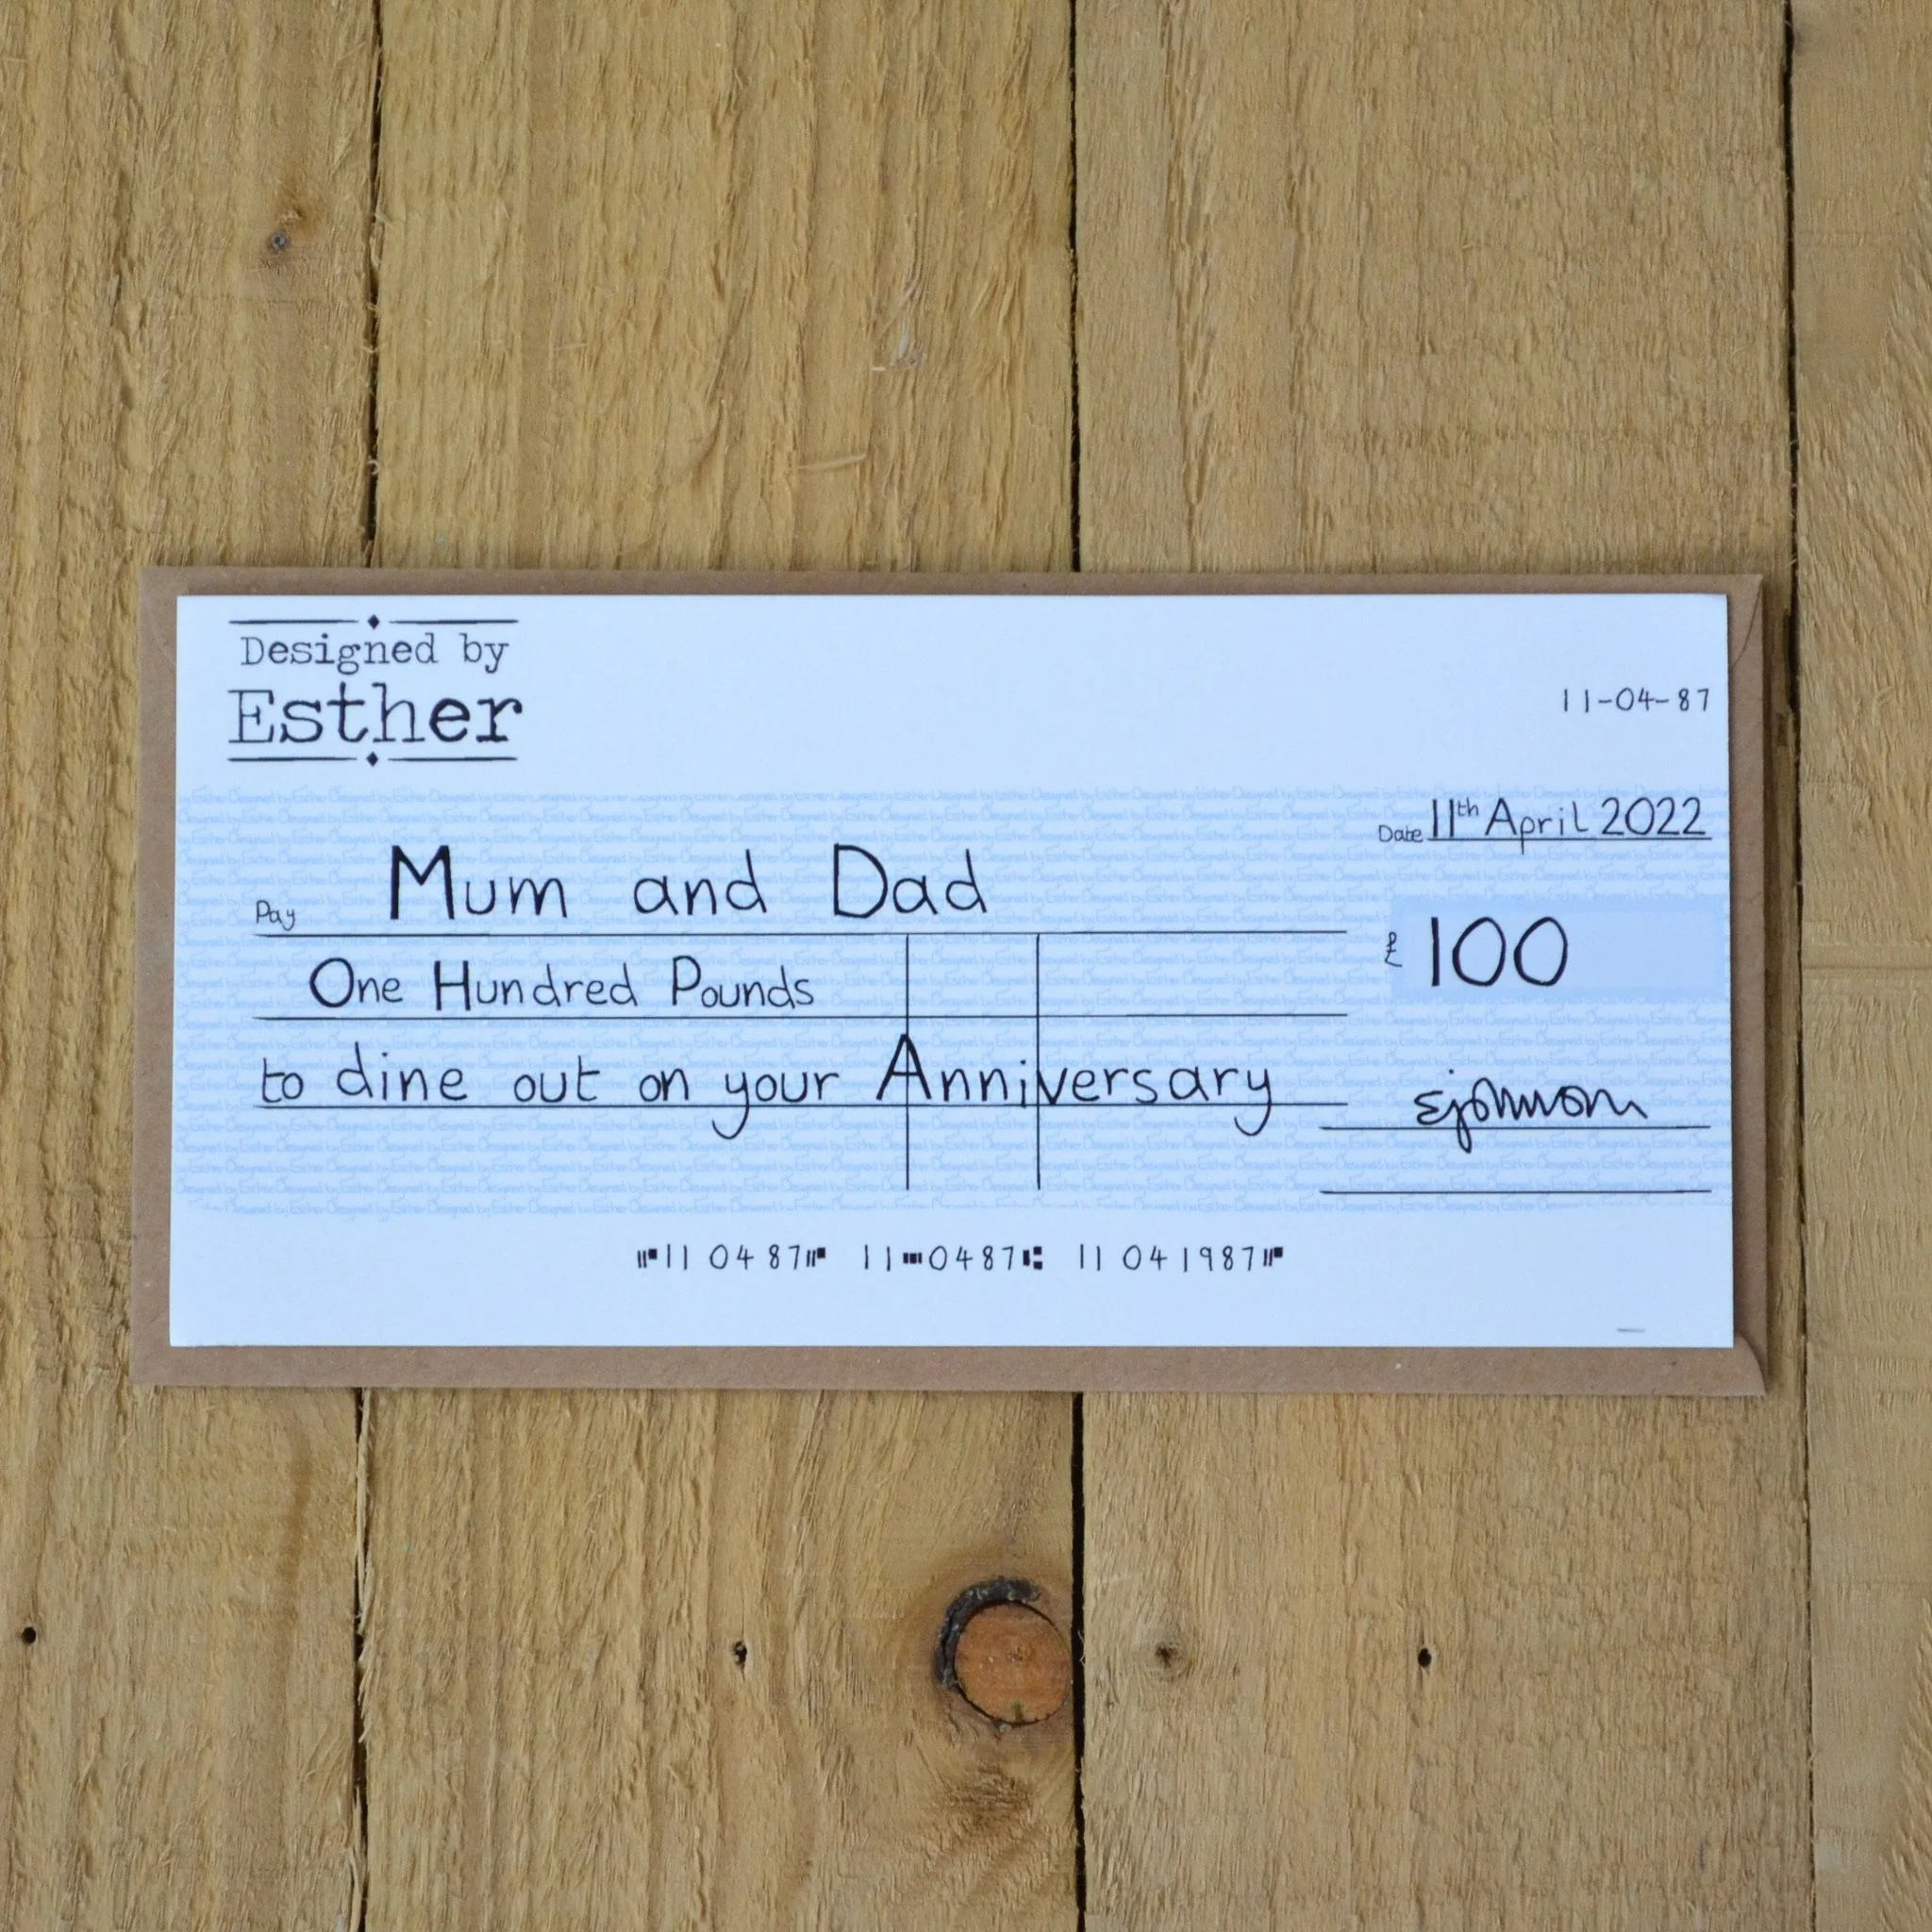 Designed by
Esther
11-04-87
Date 11th April 2022
Pay Mum and Dad
£ 100
One Hundred Pounds
to dine out on your Anniversary
ejohnson
11 04 87 11 0487 11 041987